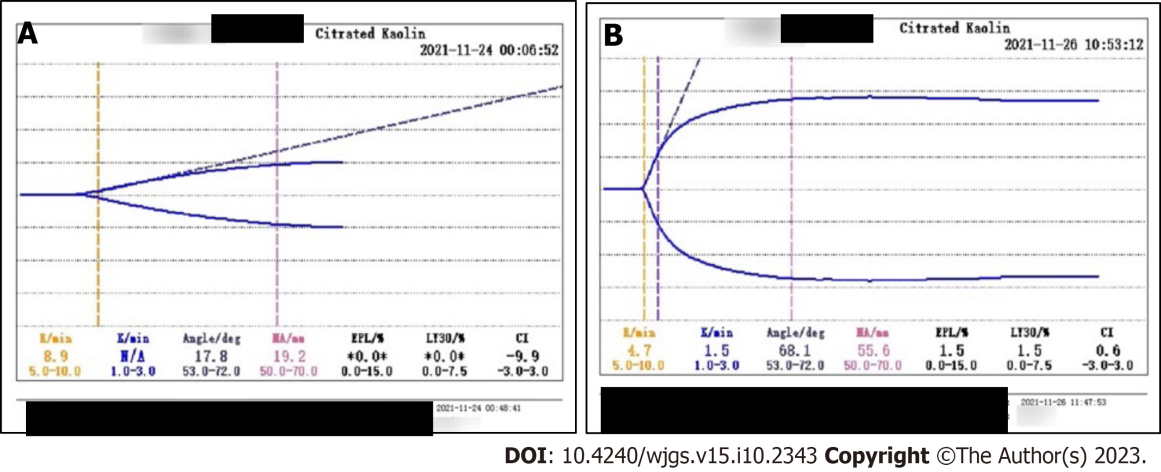 A
Citrated Kaolin
2021-11-24 00:06:52
R/min K/min Angle/deg MA/mm EPL/% LY30/% CI
8.9 N/A 17.8 19.2 *0.0* *0.0* -9.9
5.0-10.0 1.0-3.0 53.0-72.0 50.0-70.0 0.0-15.0 0.0-7.5 -3.0-3.0
2021-11-24 00:48:41
B
Citrated Kaolin
2021-11-26 10:53:12
R/min K/min Angle/deg MA/mm EPL/% LY30/% CI
4.7 1.5 68.1 55.6 1.5 1.5 0.6
5.0-10.0 1.0-3.0 53.0-72.0 50.0-70.0 0.0-15.0 0.0-7.5 -3.0-3.0
2021-11-26 11:47:53
DOI: 10.4240/wjgs.v15.i10.2343 Copyright ©The Author(s) 2023.